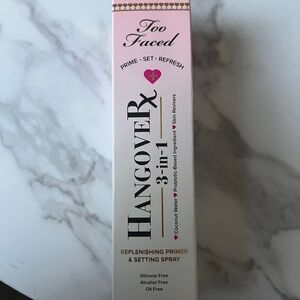 Too
Faced
PRIME • SET • REFRESH
HANGOVERX
3-in-1
Coconut Water ♥ Probiotic-Based Ingredient ♥ Skin Revivers
REPLENISHING PRIMER
& SETTING SPRAY
Silicone Free
Alcohol Free
Oil Free